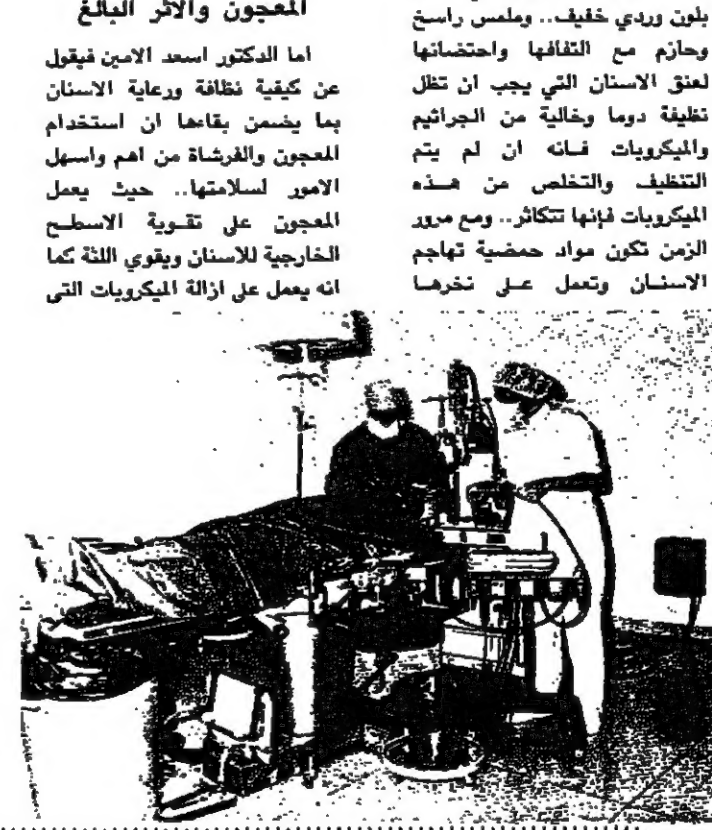 بلون وردي خفيف.. وملمس راسخ
وحازم مع التفافها واحتضانها
لعنق الاسنان التي يجب ان تظل
نظيفة دوما وخالية من الجراثيم
والميكروبات فانه ان لم يتم
التنظيف والتخلص من هذه
الميكروبات فإنها تتكاثر.. ومع مرور
الزمن تكون مواد حمضية تهاجم
الاسنان وتعمل على نخرها
المعجون والاثر البالغ
اما الدكتور اسعد الامين فيقول
عن كيفية نظافة ورعاية الاسنان
بما يضمن بقاءها ان استخدام
المعجون والفرشاة من اهم واسهل
الامور لسلامتها.. حيث يعمل
المعجون على تقوية الاسطح
الخارجية للاسنان ويقوي اللثة كما
انه يعمل على ازالة الميكروبات التي